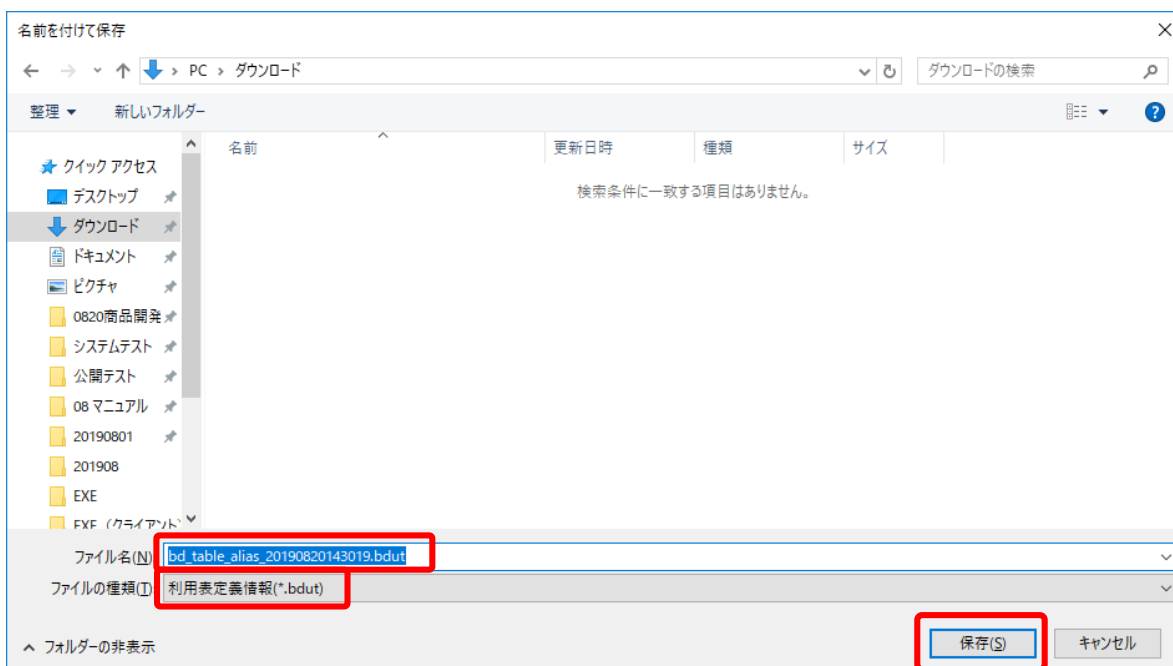 名前を付けて保存
PC › ダウンロード
ダウンロードの検索
整理
新しいフォルダー
名前
更新日時
種類
サイズ
検索条件に一致する項目はありません。
クイック アクセス
デスクトップ
ダウンロード
ドキュメント
ピクチャ
0820商品開発
システムテスト
公開テスト
08 マニュアル
20190801
201908
EXE
EXE (クライアント)
ファイル名(N): bd_table_alias_20190820143019.bdut
ファイルの種類(T): 利用表定義情報(*.bdut)
フォルダーの非表示
保存(S)
キャンセル